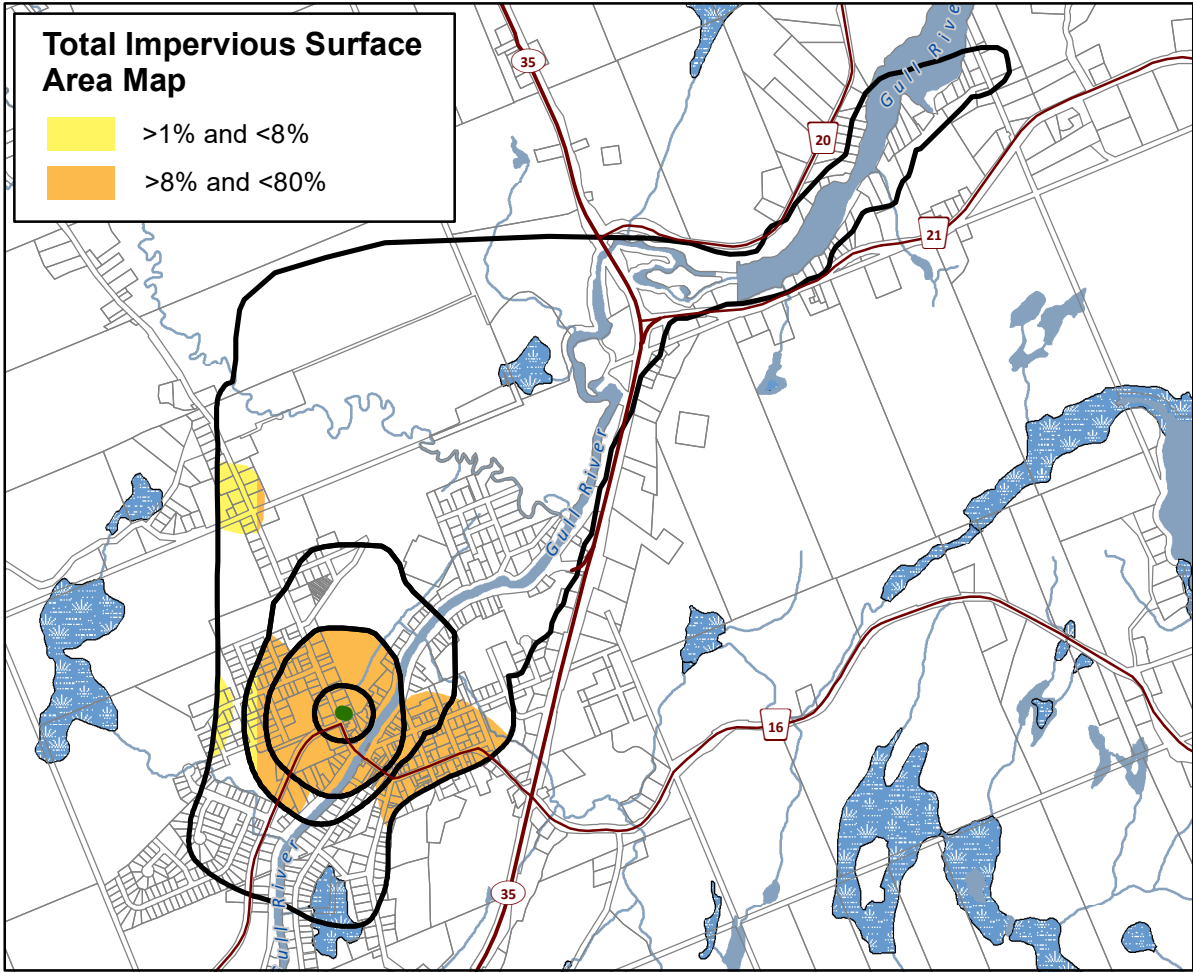 Total Impervious Surface
Area Map
>1% and <8%
>8% and <80%
35
20
Gull River
21
Gull River
16
35
Gull River